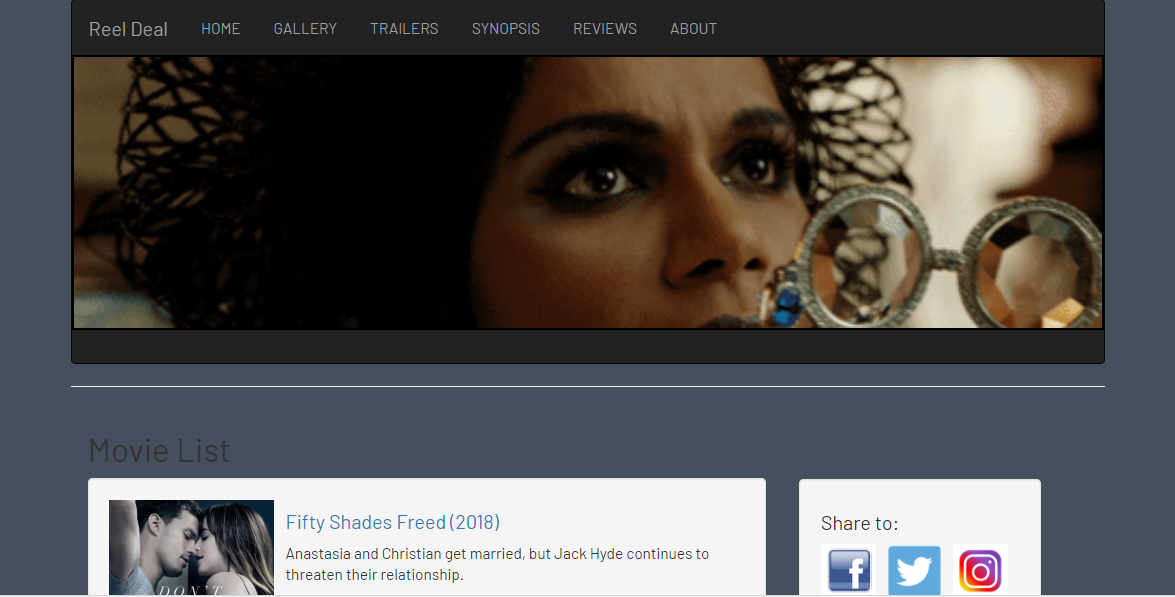 Reel Deal HOME GALLERY TRAILERS SYNOPSIS REVIEWS ABOUT
Movie List
Fifty Shades Freed (2018)
Anastasia and Christian get married, but Jack Hyde continues to
threaten their relationship.
DON'T
Share to:
f